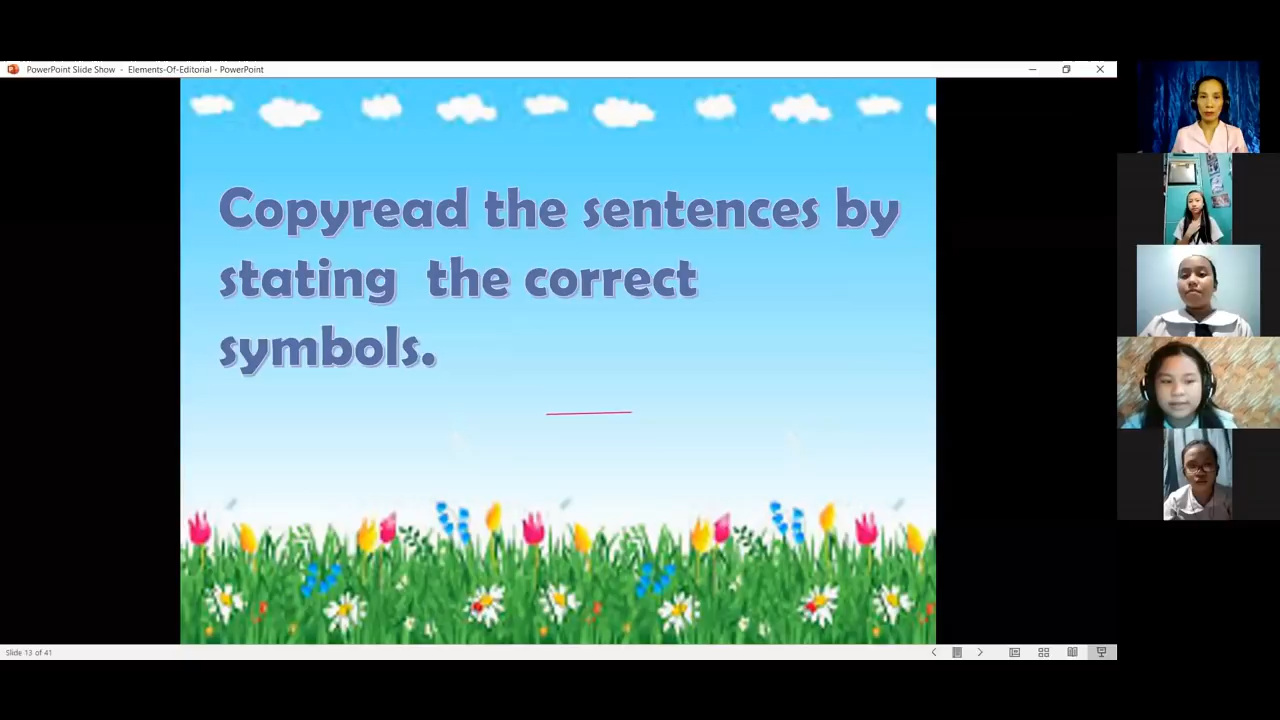 PowerPoint Slide Show - Elements-Of-Editorial - PowerPoint
Copyread the sentences by
stating the correct
symbols.
Slide 13 of 41